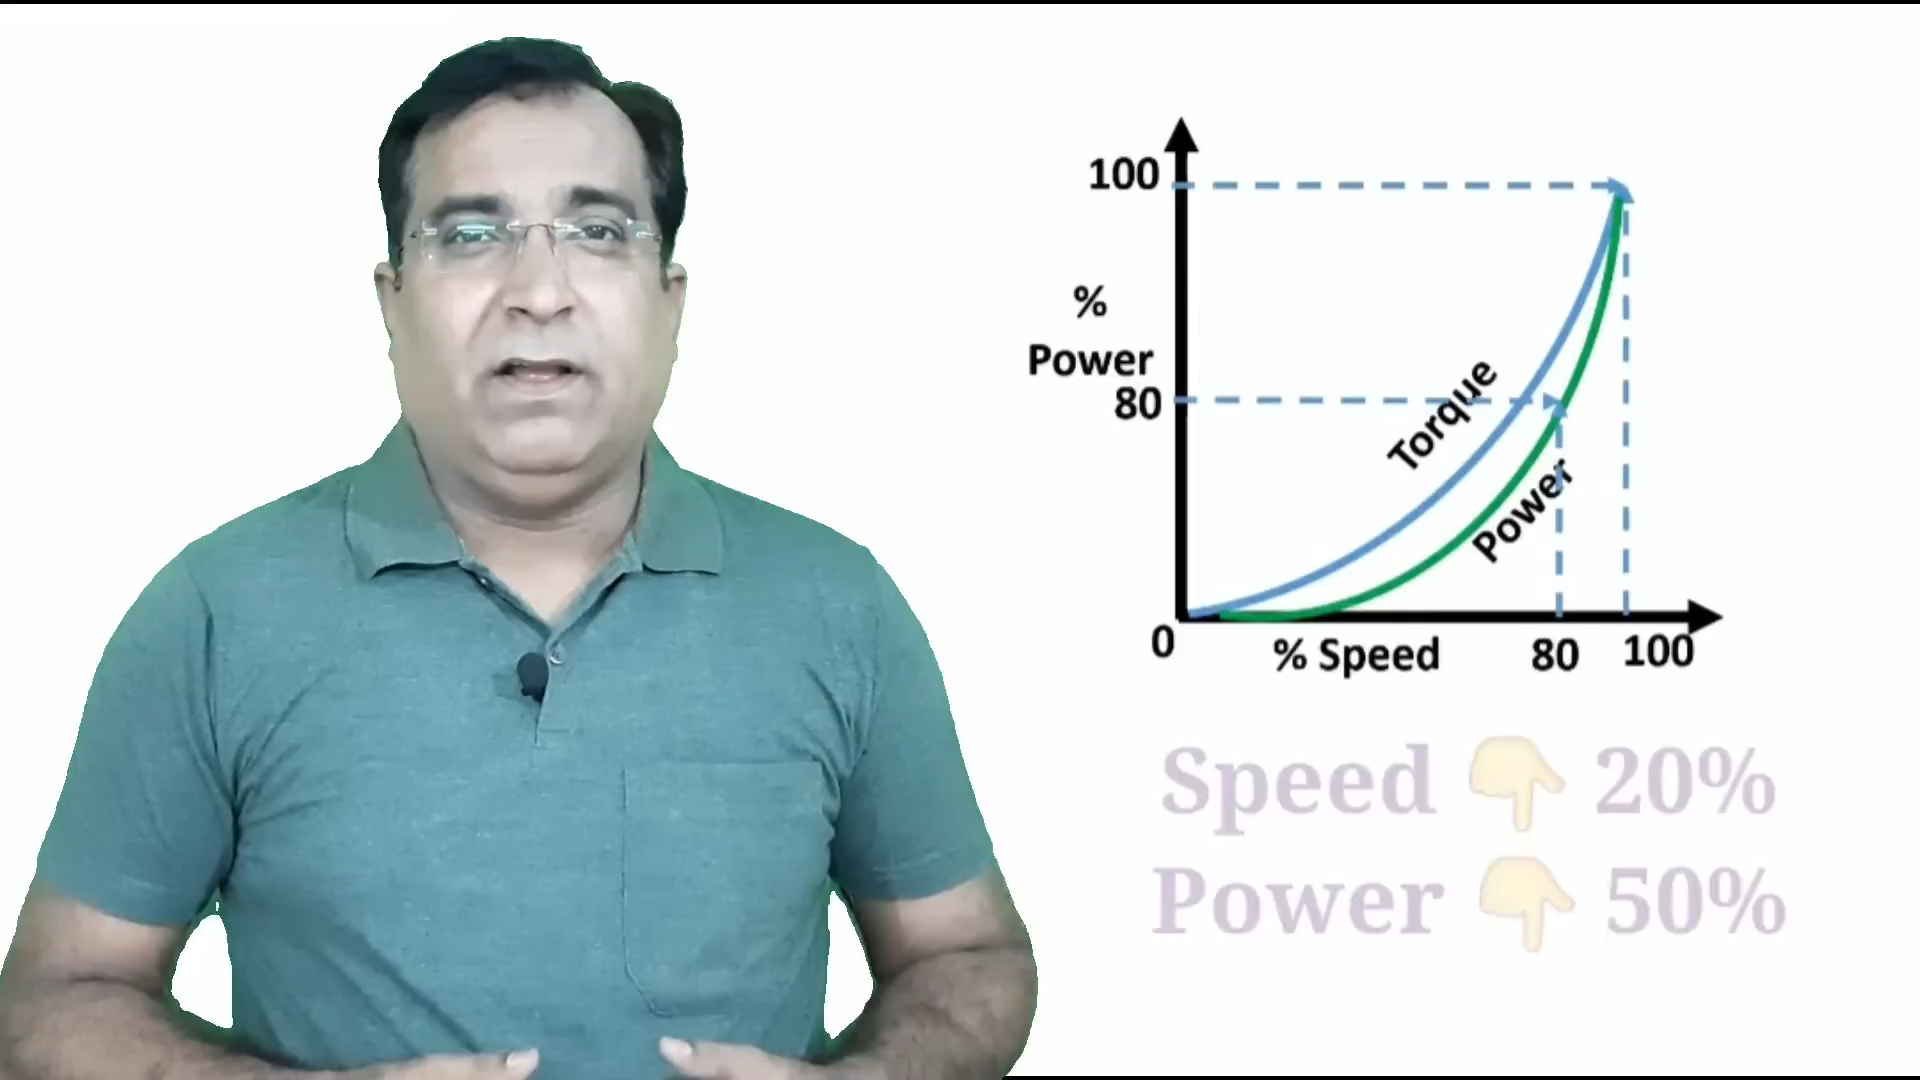 100
%
Power
80
Torque
Power
0
% Speed
80
100
Speed 👇 20%
Power 👇 50%